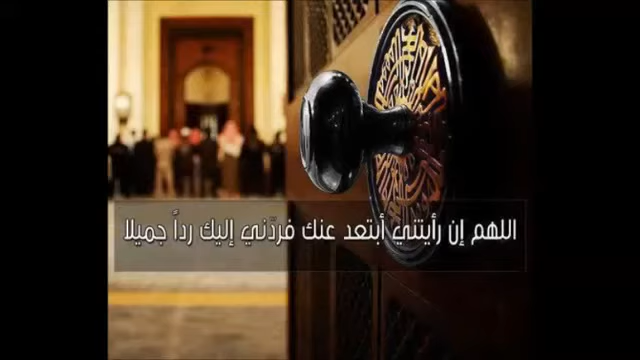 اللهم إن رأيتني أبتعد عنك فردّني إليك رداً جميلا